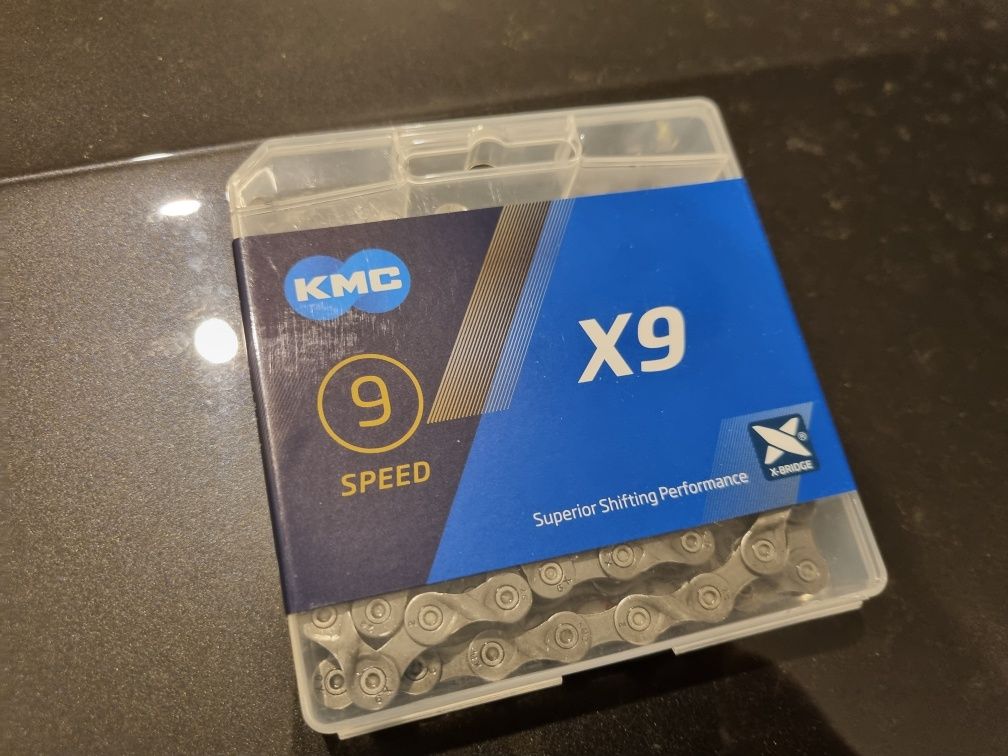 KMC
9
SPEED
X9
Superior Shifting Performance
®
X-BRIDGE